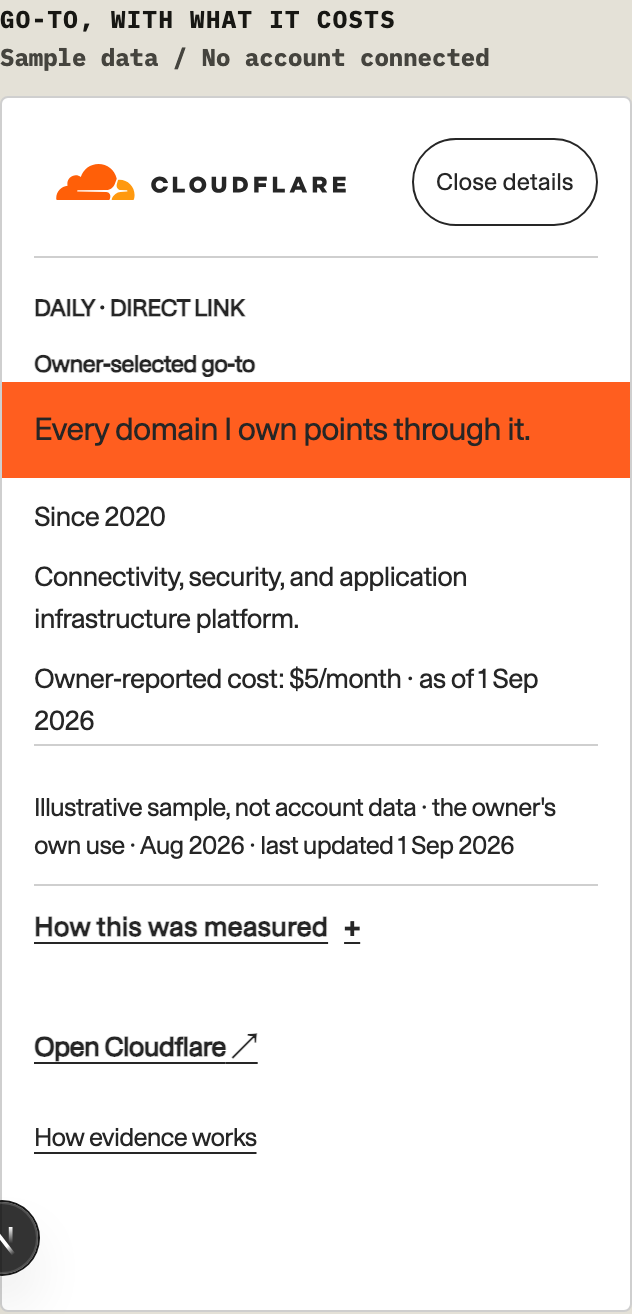 GO-TO, WITH WHAT IT COSTS
Sample data / No account connected
CLOUDFLARE
Close details
DAILY · DIRECT LINK
Owner-selected go-to
Every domain I own points through it.
Since 2020
Connectivity, security, and application
infrastructure platform.
Owner-reported cost: $5/month · as of 1 Sep
2026
Illustrative sample, not account data · the owner's
own use · Aug 2026 · last updated 1 Sep 2026
How this was measured +
Open Cloudflare ↗
How evidence works
N